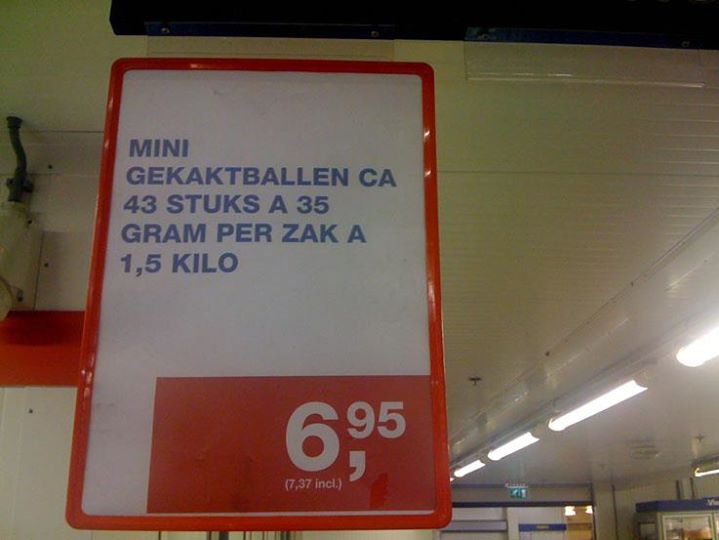 MINI
GEKAKTBALLEN CA
43 STUKS A 35
GRAM PER ZAK A
1,5 KILO
6,95
(7,37 incl.)